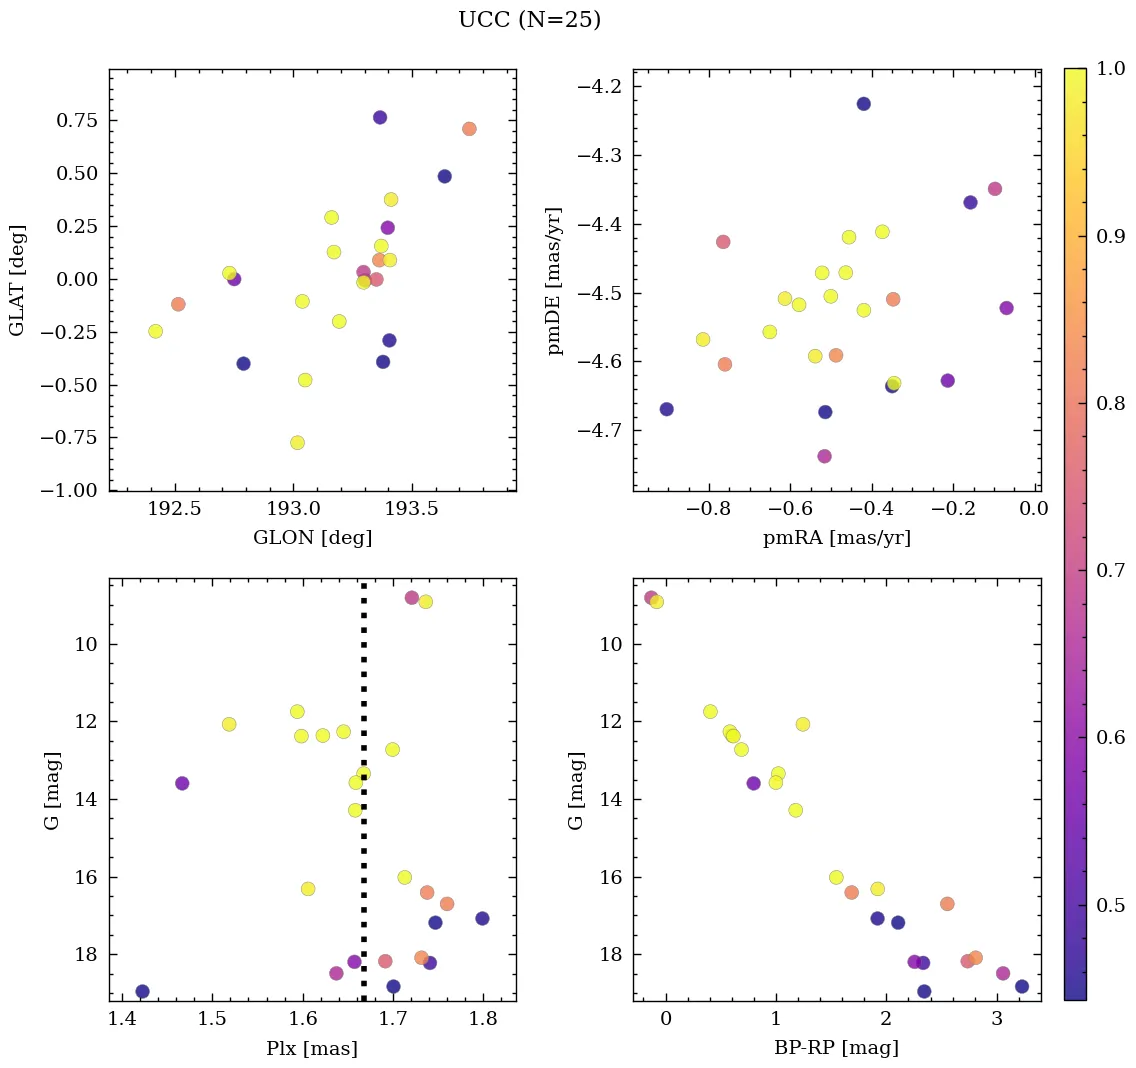 UCC (N=25)
0.75
0.50
0.25
0.00
−0.25
−0.50
−0.75
−1.00
GLAT [deg]
192.5 193.0 193.5
GLON [deg]
−4.2
−4.3
−4.4
−4.5
−4.6
−4.7
pmDE [mas/yr]
−0.8 −0.6 −0.4 −0.2 0.0
pmRA [mas/yr]
1.0
0.9
0.8
0.7
0.6
0.5
10
12
14
16
18
G [mag]
1.4 1.5 1.6 1.7 1.8
Plx [mas]
10
12
14
16
18
G [mag]
0 1 2 3
BP-RP [mag]